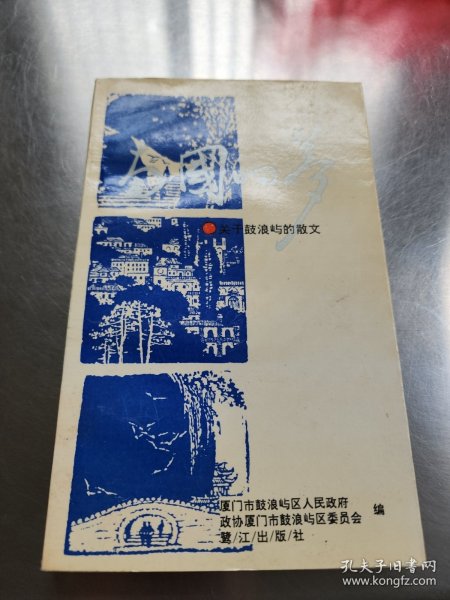 国
梦
关于鼓浪屿的散文
厦门市鼓浪屿区人民政府
政协厦门市鼓浪屿区委员会
鹭/江/出/版/社
编
孔夫子旧书网
www.kongfz.com